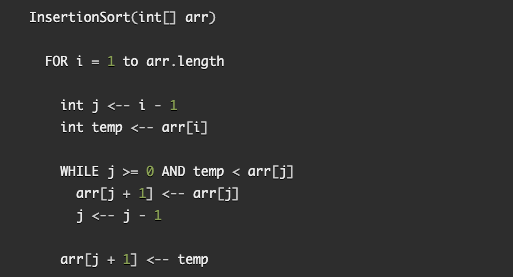 InsertionSort(int[] arr)
FOR i = 1 to arr.length
int j <-- i - 1
int temp <-- arr[i]
WHILE j >= 0 AND temp < arr[j]
arr[j + 1] <-- arr[j]
j <-- j - 1
arr[j + 1] <-- temp